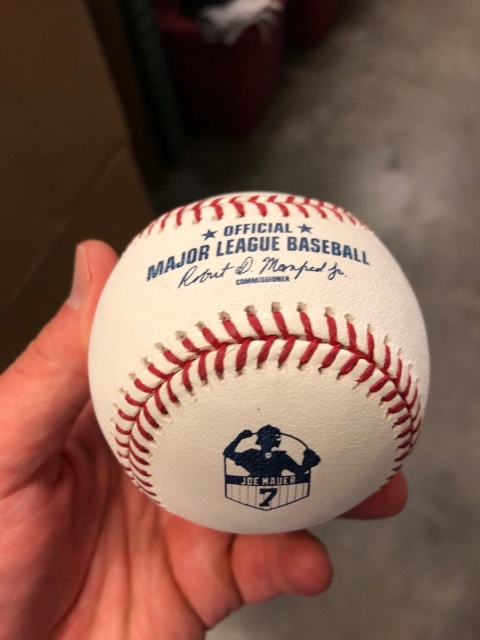 ★ OFFICIAL ★
MAJOR LEAGUE BASEBALL
Robert D. Manfred Jr.
COMMISSIONER
JOE MAUER
7